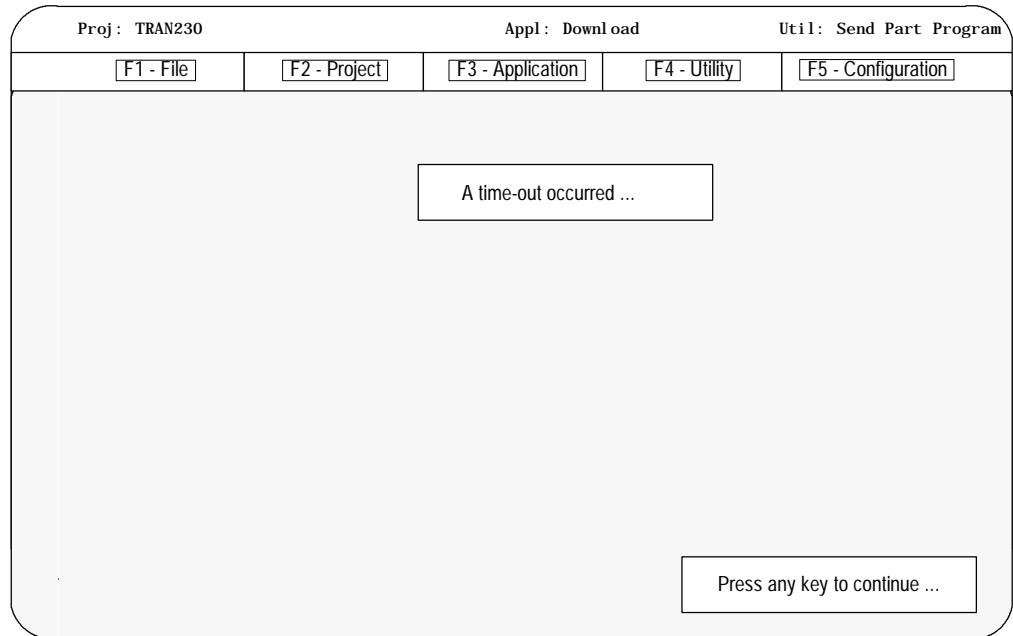 Proj: TRAN230 Appl: Download Util: Send Part Program
F1 - File F2 - Project F3 - Application F4 - Utility F5 - Configuration
A time-out occurred ...
Press any key to continue ...